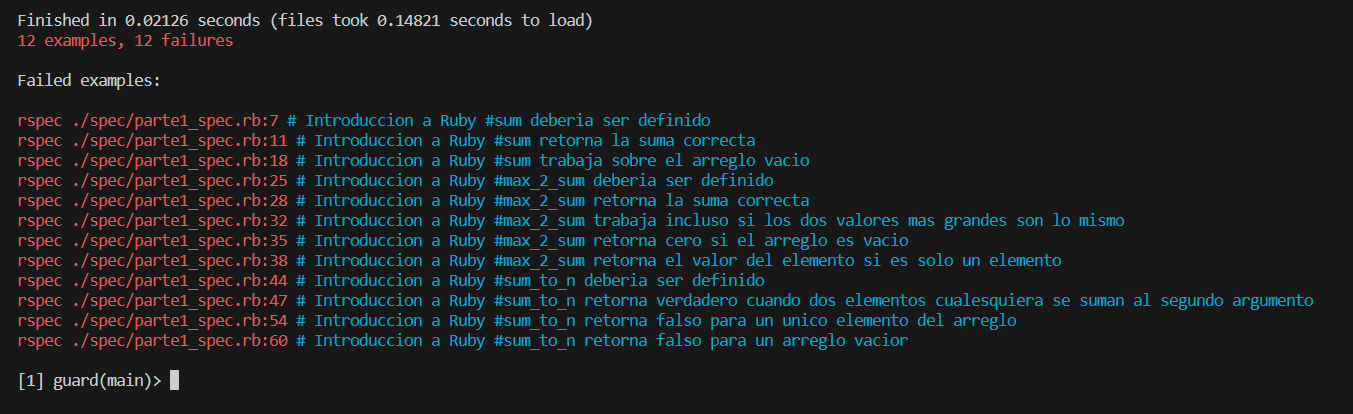 Finished in 0.02126 seconds (files took 0.14821 seconds to load)
12 examples, 12 failures
Failed examples:
rspec ./spec/parte1_spec.rb:7 # Introduccion a Ruby #sum deberia ser definido
rspec ./spec/parte1_spec.rb:11 # Introduccion a Ruby #sum retorna la suma correcta
rspec ./spec/parte1_spec.rb:18 # Introduccion a Ruby #sum trabaja sobre el arreglo vacio
rspec ./spec/parte1_spec.rb:25 # Introduccion a Ruby #max_2_sum deberia ser definido
rspec ./spec/parte1_spec.rb:28 # Introduccion a Ruby #max_2_sum retorna la suma correcta
rspec ./spec/parte1_spec.rb:32 # Introduccion a Ruby #max_2_sum trabaja incluso si los dos valores mas grandes son lo mismo
rspec ./spec/parte1_spec.rb:35 # Introduccion a Ruby #max_2_sum retorna cero si el arreglo es vacio
rspec ./spec/parte1_spec.rb:38 # Introduccion a Ruby #max_2_sum retorna el valor del elemento si es solo un elemento
rspec ./spec/parte1_spec.rb:44 # Introduccion a Ruby #sum_to_n deberia ser definido
rspec ./spec/parte1_spec.rb:47 # Introduccion a Ruby #sum_to_n retorna verdadero cuando dos elementos cualesquiera se suman al segundo argumento
rspec ./spec/parte1_spec.rb:54 # Introduccion a Ruby #sum_to_n retorna falso para un unico elemento del arreglo
rspec ./spec/parte1_spec.rb:60 # Introduccion a Ruby #sum_to_n retorna falso para un arreglo vacior
[1] guard(main)>